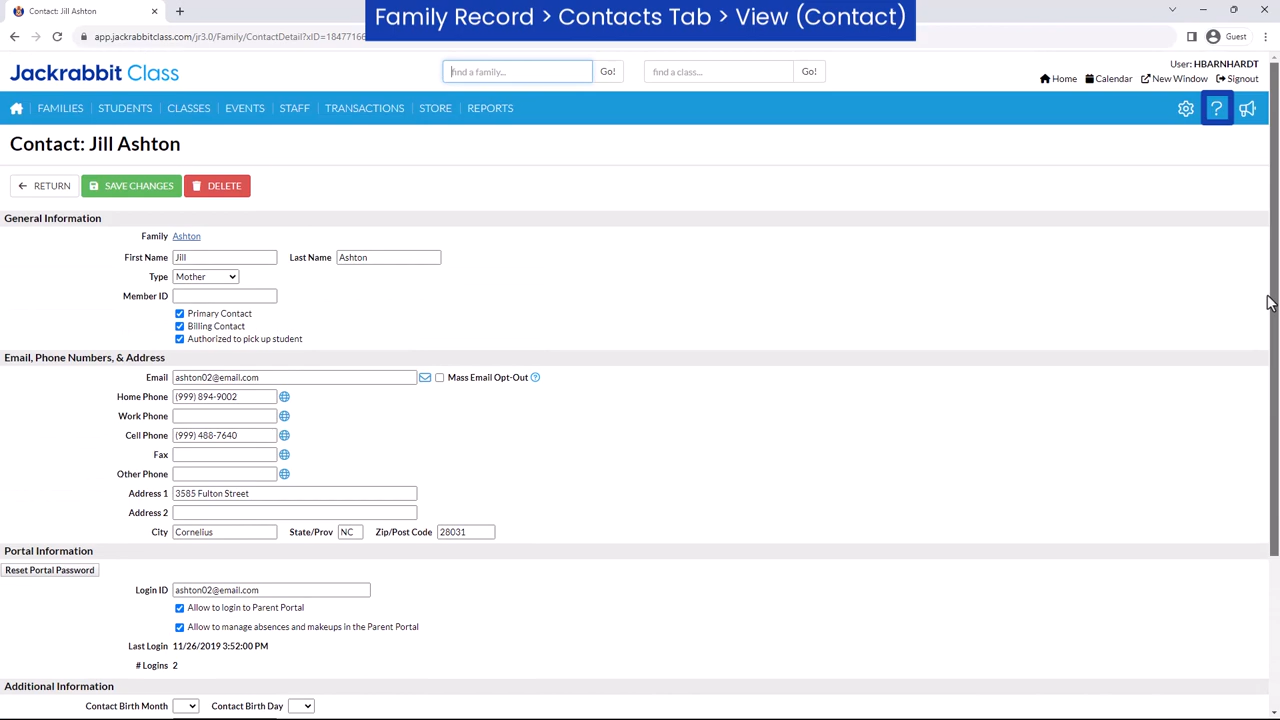 Family Record > Contacts Tab > View (Contact)
Contact: Jill Ashton
app.jackrabbitclass.com/jr3.0/Family/ContactDetail?xID=18477166
Guest
Jackrabbit Class
find a family...
Go!
find a class...
Go!
User: HBARNHARDT
Home
Calendar
New Window
Signout
FAMILIES
STUDENTS
CLASSES
EVENTS
STAFF
TRANSACTIONS
STORE
REPORTS
?
Contact: Jill Ashton
RETURN
SAVE CHANGES
DELETE
General Information
Family Ashton
First Name Jill Last Name Ashton
Type Mother
Member ID
Primary Contact
Billing Contact
Authorized to pick up student
Email, Phone Numbers, & Address
Email ashton02@email.com Mass Email Opt-Out ?
Home Phone (999) 894-9002
Work Phone
Cell Phone (999) 488-7640
Fax
Other Phone
Address 1 3585 Fulton Street
Address 2
City Cornelius State/Prov NC Zip/Post Code 28031
Portal Information
Reset Portal Password
Login ID ashton02@email.com
Allow to login to Parent Portal
Allow to manage absences and makeups in the Parent Portal
Last Login 11/26/2019 3:52:00 PM
# Logins 2
Additional Information
Contact Birth Month Contact Birth Day